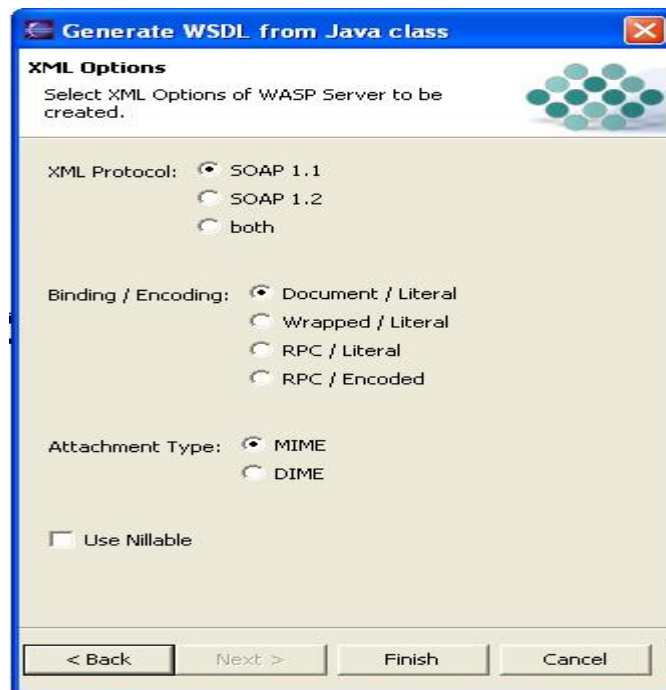 Generate WSDL from Java class
XML Options
Select XML Options of WASP Server to be
created.
XML Protocol: SOAP 1.1
SOAP 1.2
both
Binding / Encoding: Document / Literal
Wrapped / Literal
RPC / Literal
RPC / Encoded
Attachment Type: MIME
DIME
Use Nillable
< Back Next > Finish Cancel